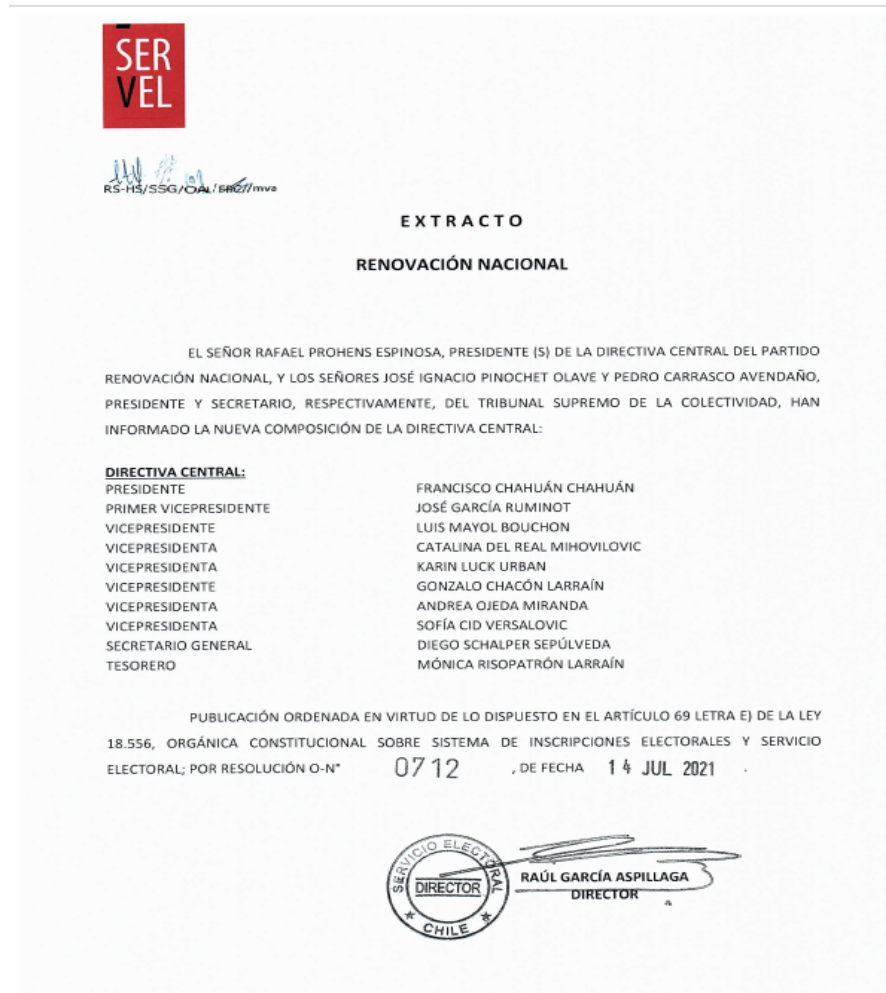 SER
VEL
RS-HS/SSG/OAL/ //mva
EXTRACTO
RENOVACIÓN NACIONAL
EL SEÑOR RAFAEL PROHENS ESPINOSA, PRESIDENTE (S) DE LA DIRECTIVA CENTRAL DEL PARTIDO
RENOVACIÓN NACIONAL, Y LOS SEÑORES JOSÉ IGNACIO PINOCHET OLAVE Y PEDRO CARRASCO AVENDAÑO,
PRESIDENTE Y SECRETARIO, RESPECTIVAMENTE, DEL TRIBUNAL SUPREMO DE LA COLECTIVIDAD, HAN
INFORMADO LA NUEVA COMPOSICIÓN DE LA DIRECTIVA CENTRAL:
DIRECTIVA CENTRAL:
PRESIDENTE FRANCISCO CHAHUÁN CHAHUÁN
PRIMER VICEPRESIDENTE JOSÉ GARCÍA RUMINOT
VICEPRESIDENTE LUIS MAYOL BOUCHON
VICEPRESIDENTA CATALINA DEL REAL MIHOVILOVIC
VICEPRESIDENTA KARIN LUCK URBAN
VICEPRESIDENTE GONZALO CHACÓN LARRAÍN
VICEPRESIDENTA ANDREA OJEDA MIRANDA
VICEPRESIDENTA SOFÍA CID VERSALOVIC
SECRETARIO GENERAL DIEGO SCHALPER SEPÚLVEDA
TESORERO MÓNICA RISOPATRÓN LARRAÍN
PUBLICACIÓN ORDENADA EN VIRTUD DE LO DISPUESTO EN EL ARTÍCULO 69 LETRA E) DE LA LEY
18.556, ORGÁNICA CONSTITUCIONAL SOBRE SISTEMA DE INSCRIPCIONES ELECTORALES Y SERVICIO
ELECTORAL; POR RESOLUCIÓN O-N° 0712 , DE FECHA 14 JUL 2021 .
SERVICIO ELECTORAL
DIRECTOR
CHILE
RAÚL GARCÍA ASPILLAGA
DIRECTOR